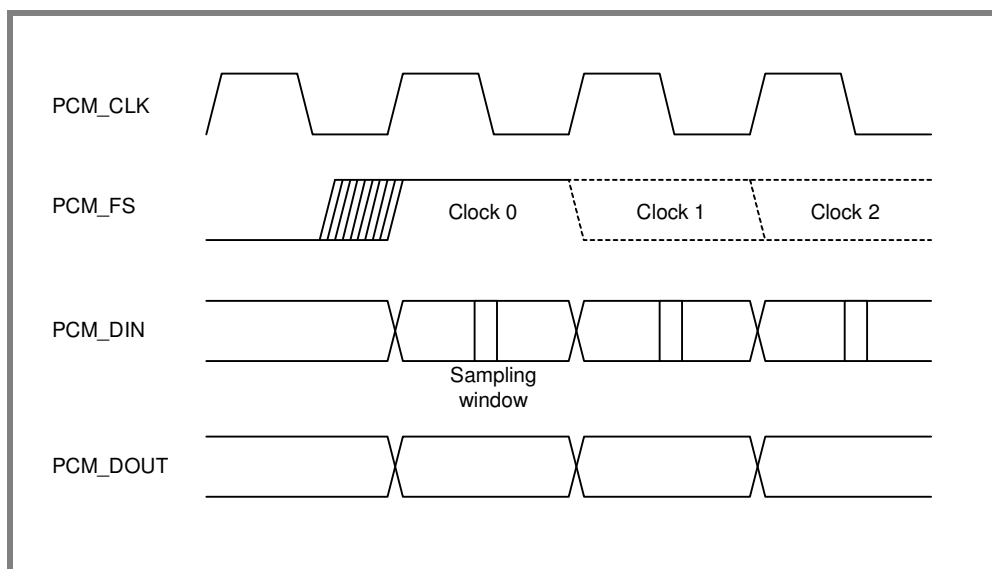 PCM_CLK
PCM_FS
Clock 0
Clock 1
Clock 2
PCM_DIN
Sampling
window
PCM_DOUT